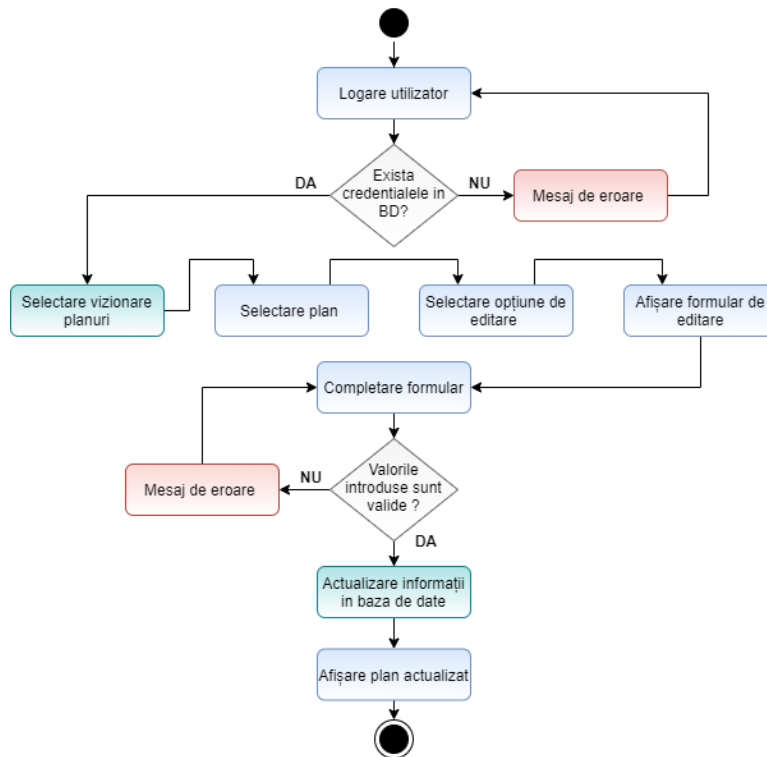 Logare utilizator
Exista
credentialele in
BD?
DA
NU
Mesaj de eroare
Selectare vizionare
planuri
Selectare plan
Selectare opțiune de
editare
Afișare formular de
editare
Completare formular
Valorile
introduse sunt
valide ?
NU
Mesaj de eroare
DA
Actualizare informații
in baza de date
Afișare plan actualizat